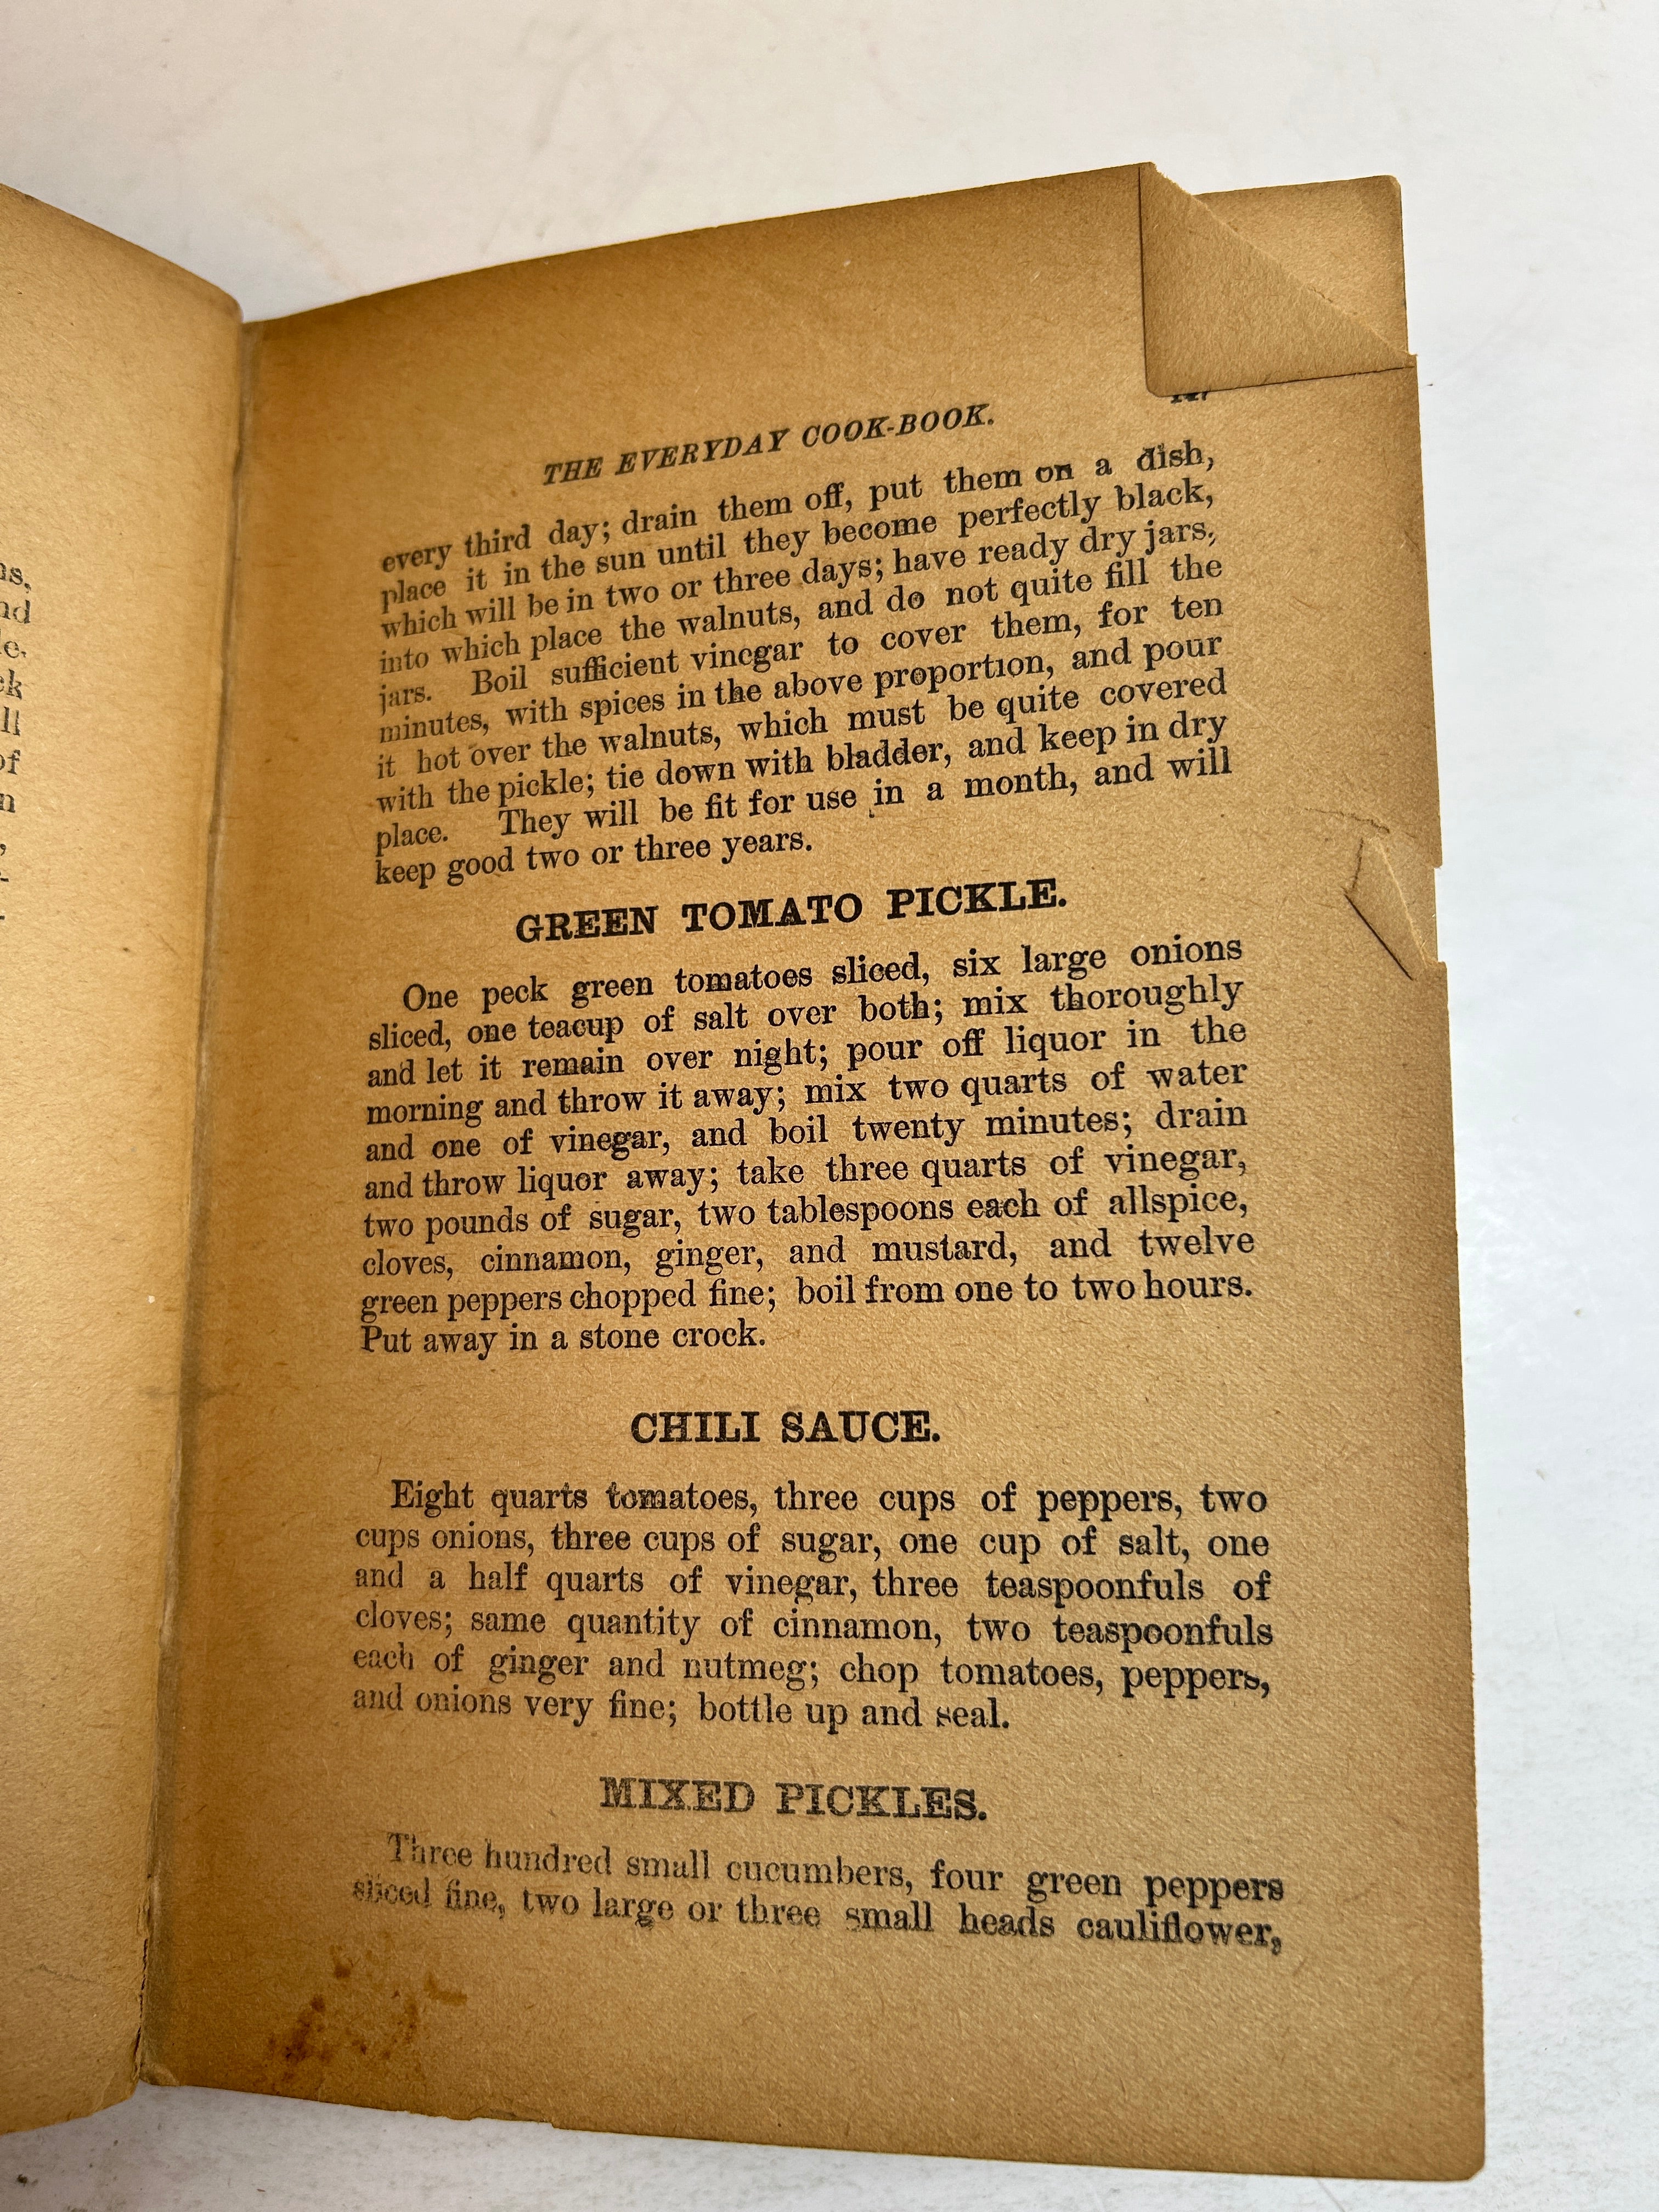 THE EVERYDAY COOK-BOOK.
every third day; drain them off, put them on a dish,
place it in the sun until they become perfectly black,
which will be in two or three days; have ready dry jars,
into which place the walnuts, and do not quite fill the
jars. Boil sufficient vinegar to cover them, for ten
minutes, with spices in the above proportion, and pour
it hot over the walnuts, which must be quite covered
with the pickle; tie down with bladder, and keep in dry
place. They will be fit for use in a month, and will
keep good two or three years.
GREEN TOMATO PICKLE.
One peck green tomatoes sliced, six large onions
sliced, one teacup of salt over both; mix thoroughly
and let it remain over night; pour off liquor in the
morning and throw it away; mix two quarts of water
and one of vinegar, and boil twenty minutes; drain
and throw liquor away; take three quarts of vinegar,
two pounds of sugar, two tablespoons each of allspice,
cloves, cinnamon, ginger, and mustard, and twelve
green peppers chopped fine; boil from one to two hours.
Put away in a stone crock.
CHILI SAUCE.
Eight quarts tomatoes, three cups of peppers, two
cups onions, three cups of sugar, one cup of salt, one
and a half quarts of vinegar, three teaspoonfuls of
cloves; same quantity of cinnamon, two teaspoonfuls
each of ginger and nutmeg; chop tomatoes, peppers,
and onions very fine; bottle up and seal.
MIXED PICKLES.
Three hundred small cucumbers, four green peppers
sliced fine, two large or three small heads cauliflower,